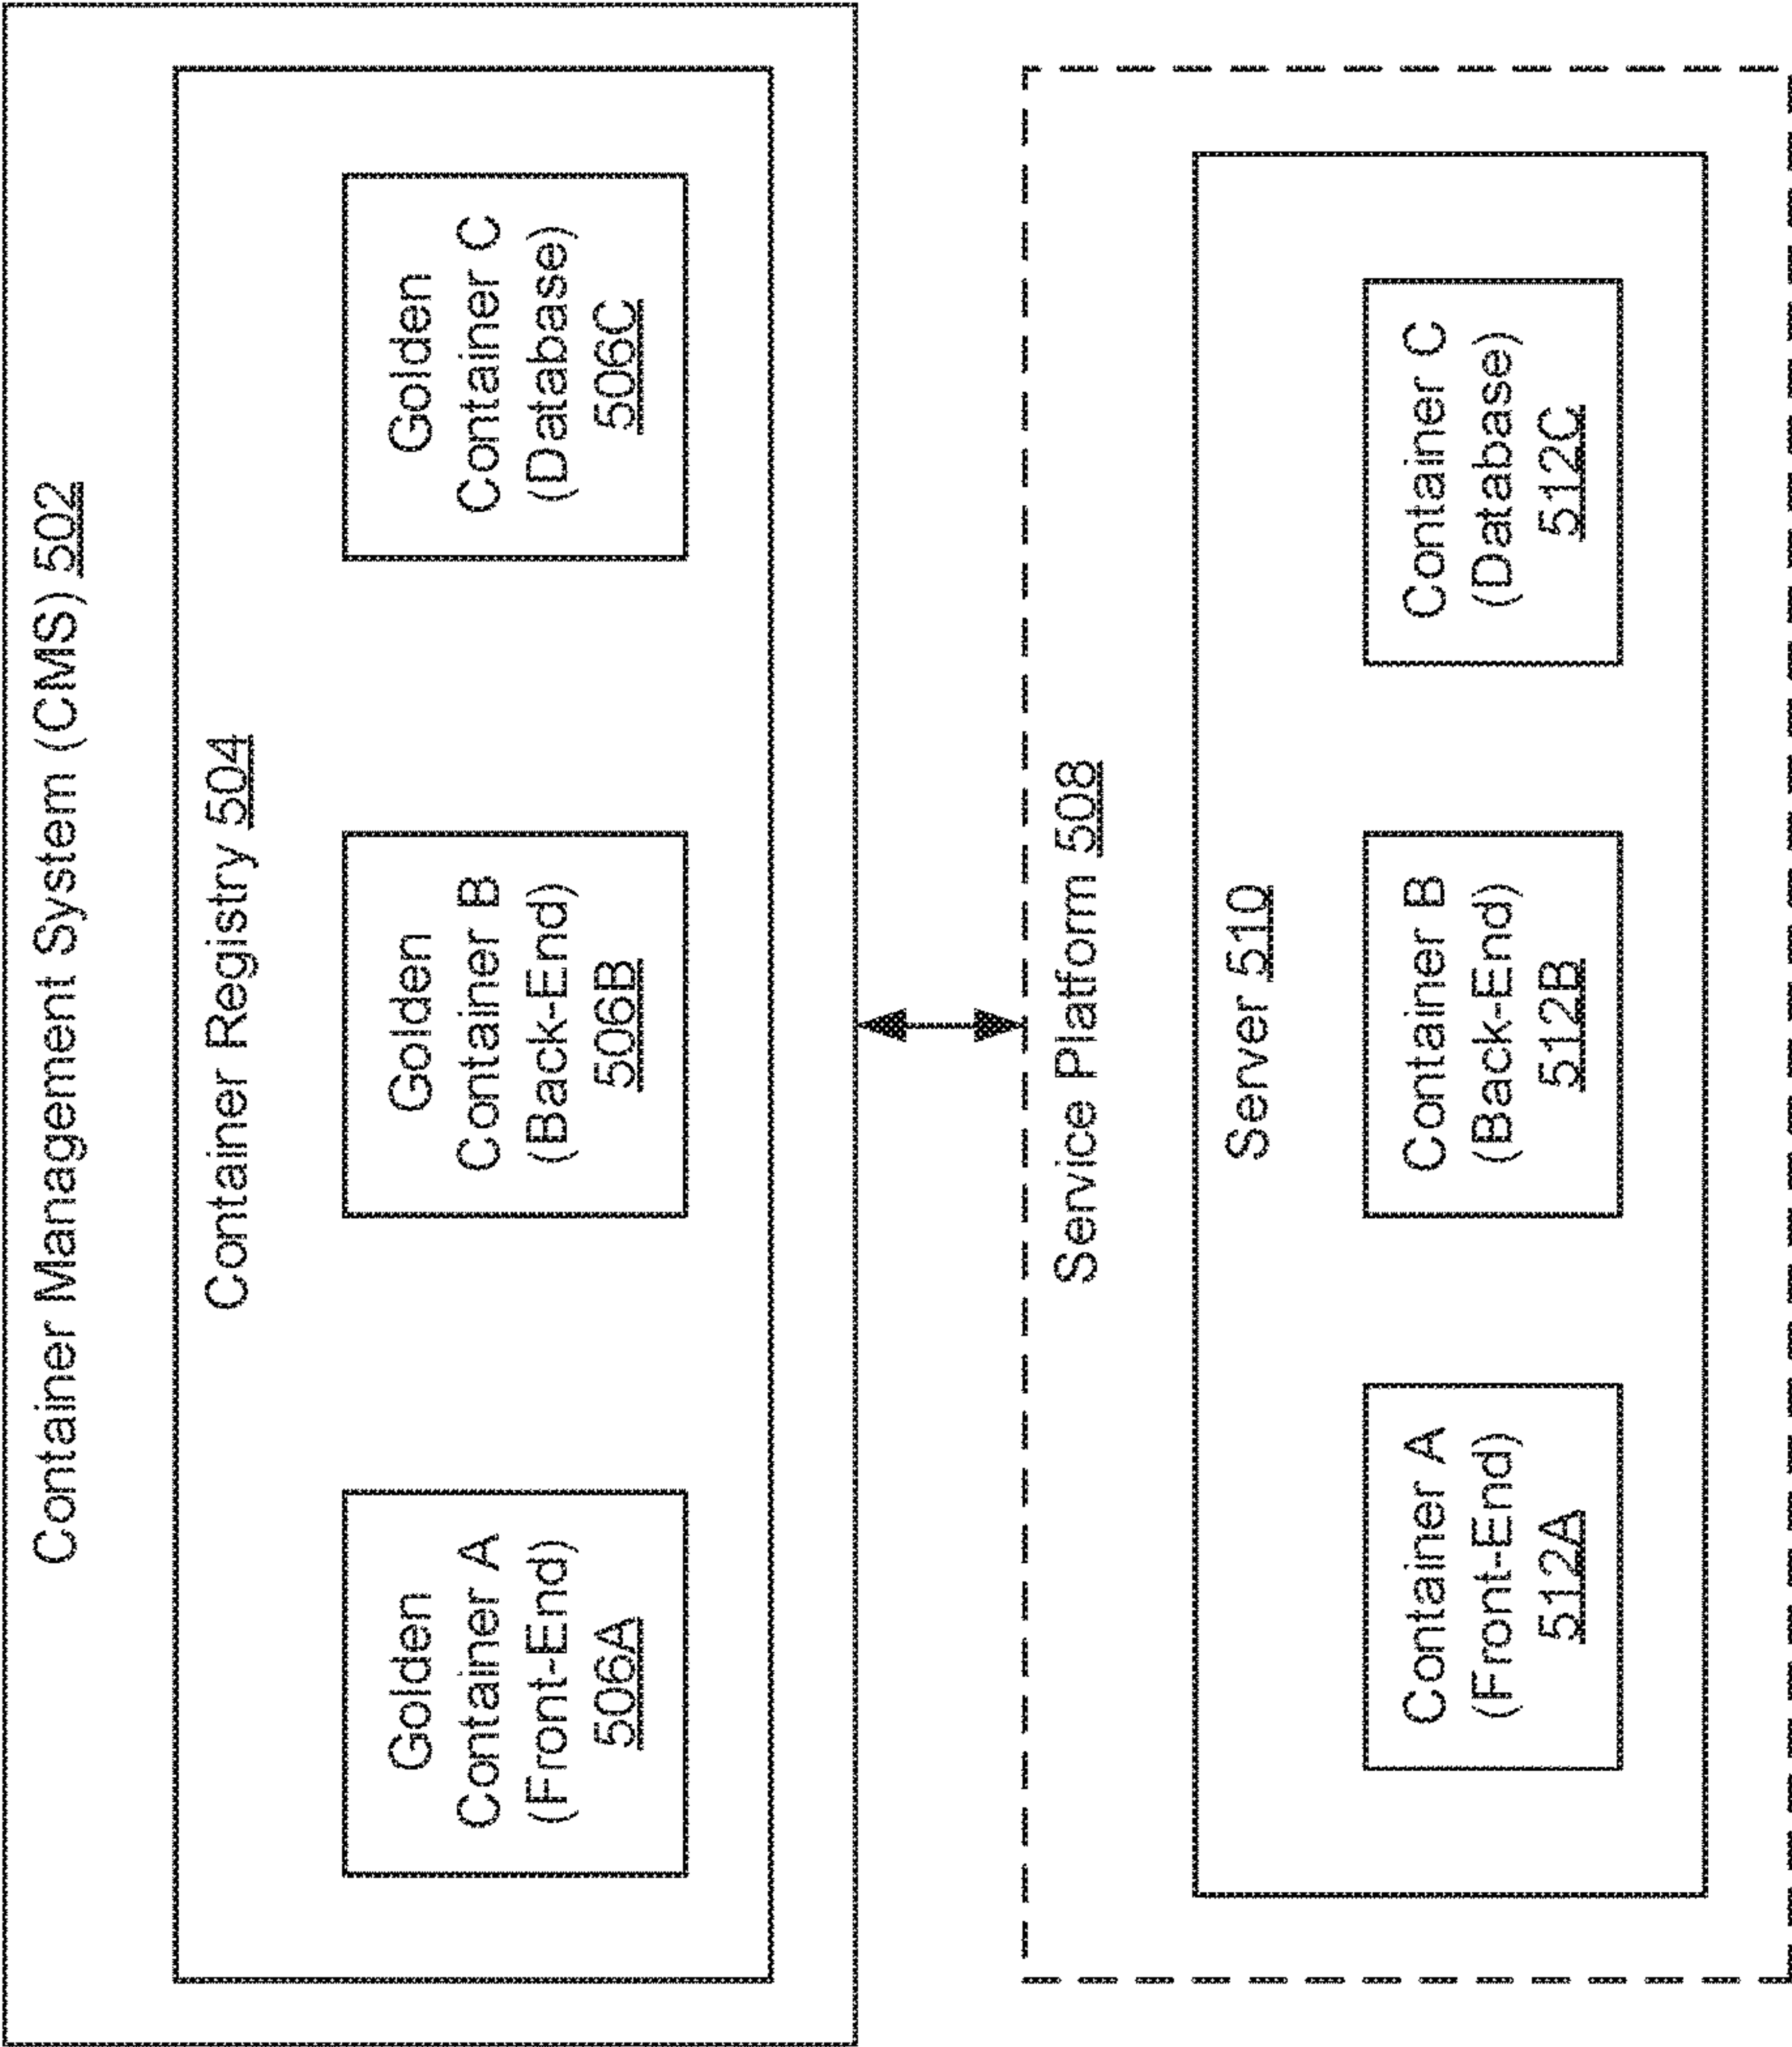 Container Management System (CMS) 502
Container Registry 504
Golden
Container A
(Front-End)
506A
Golden
Container B
(Back-End)
506B
Golden
Container C
(Database)
506C
Service Platform 508
Server 510
Container A
(Front-End)
512A
Container B
(Back-End)
512B
Container C
(Database)
512C